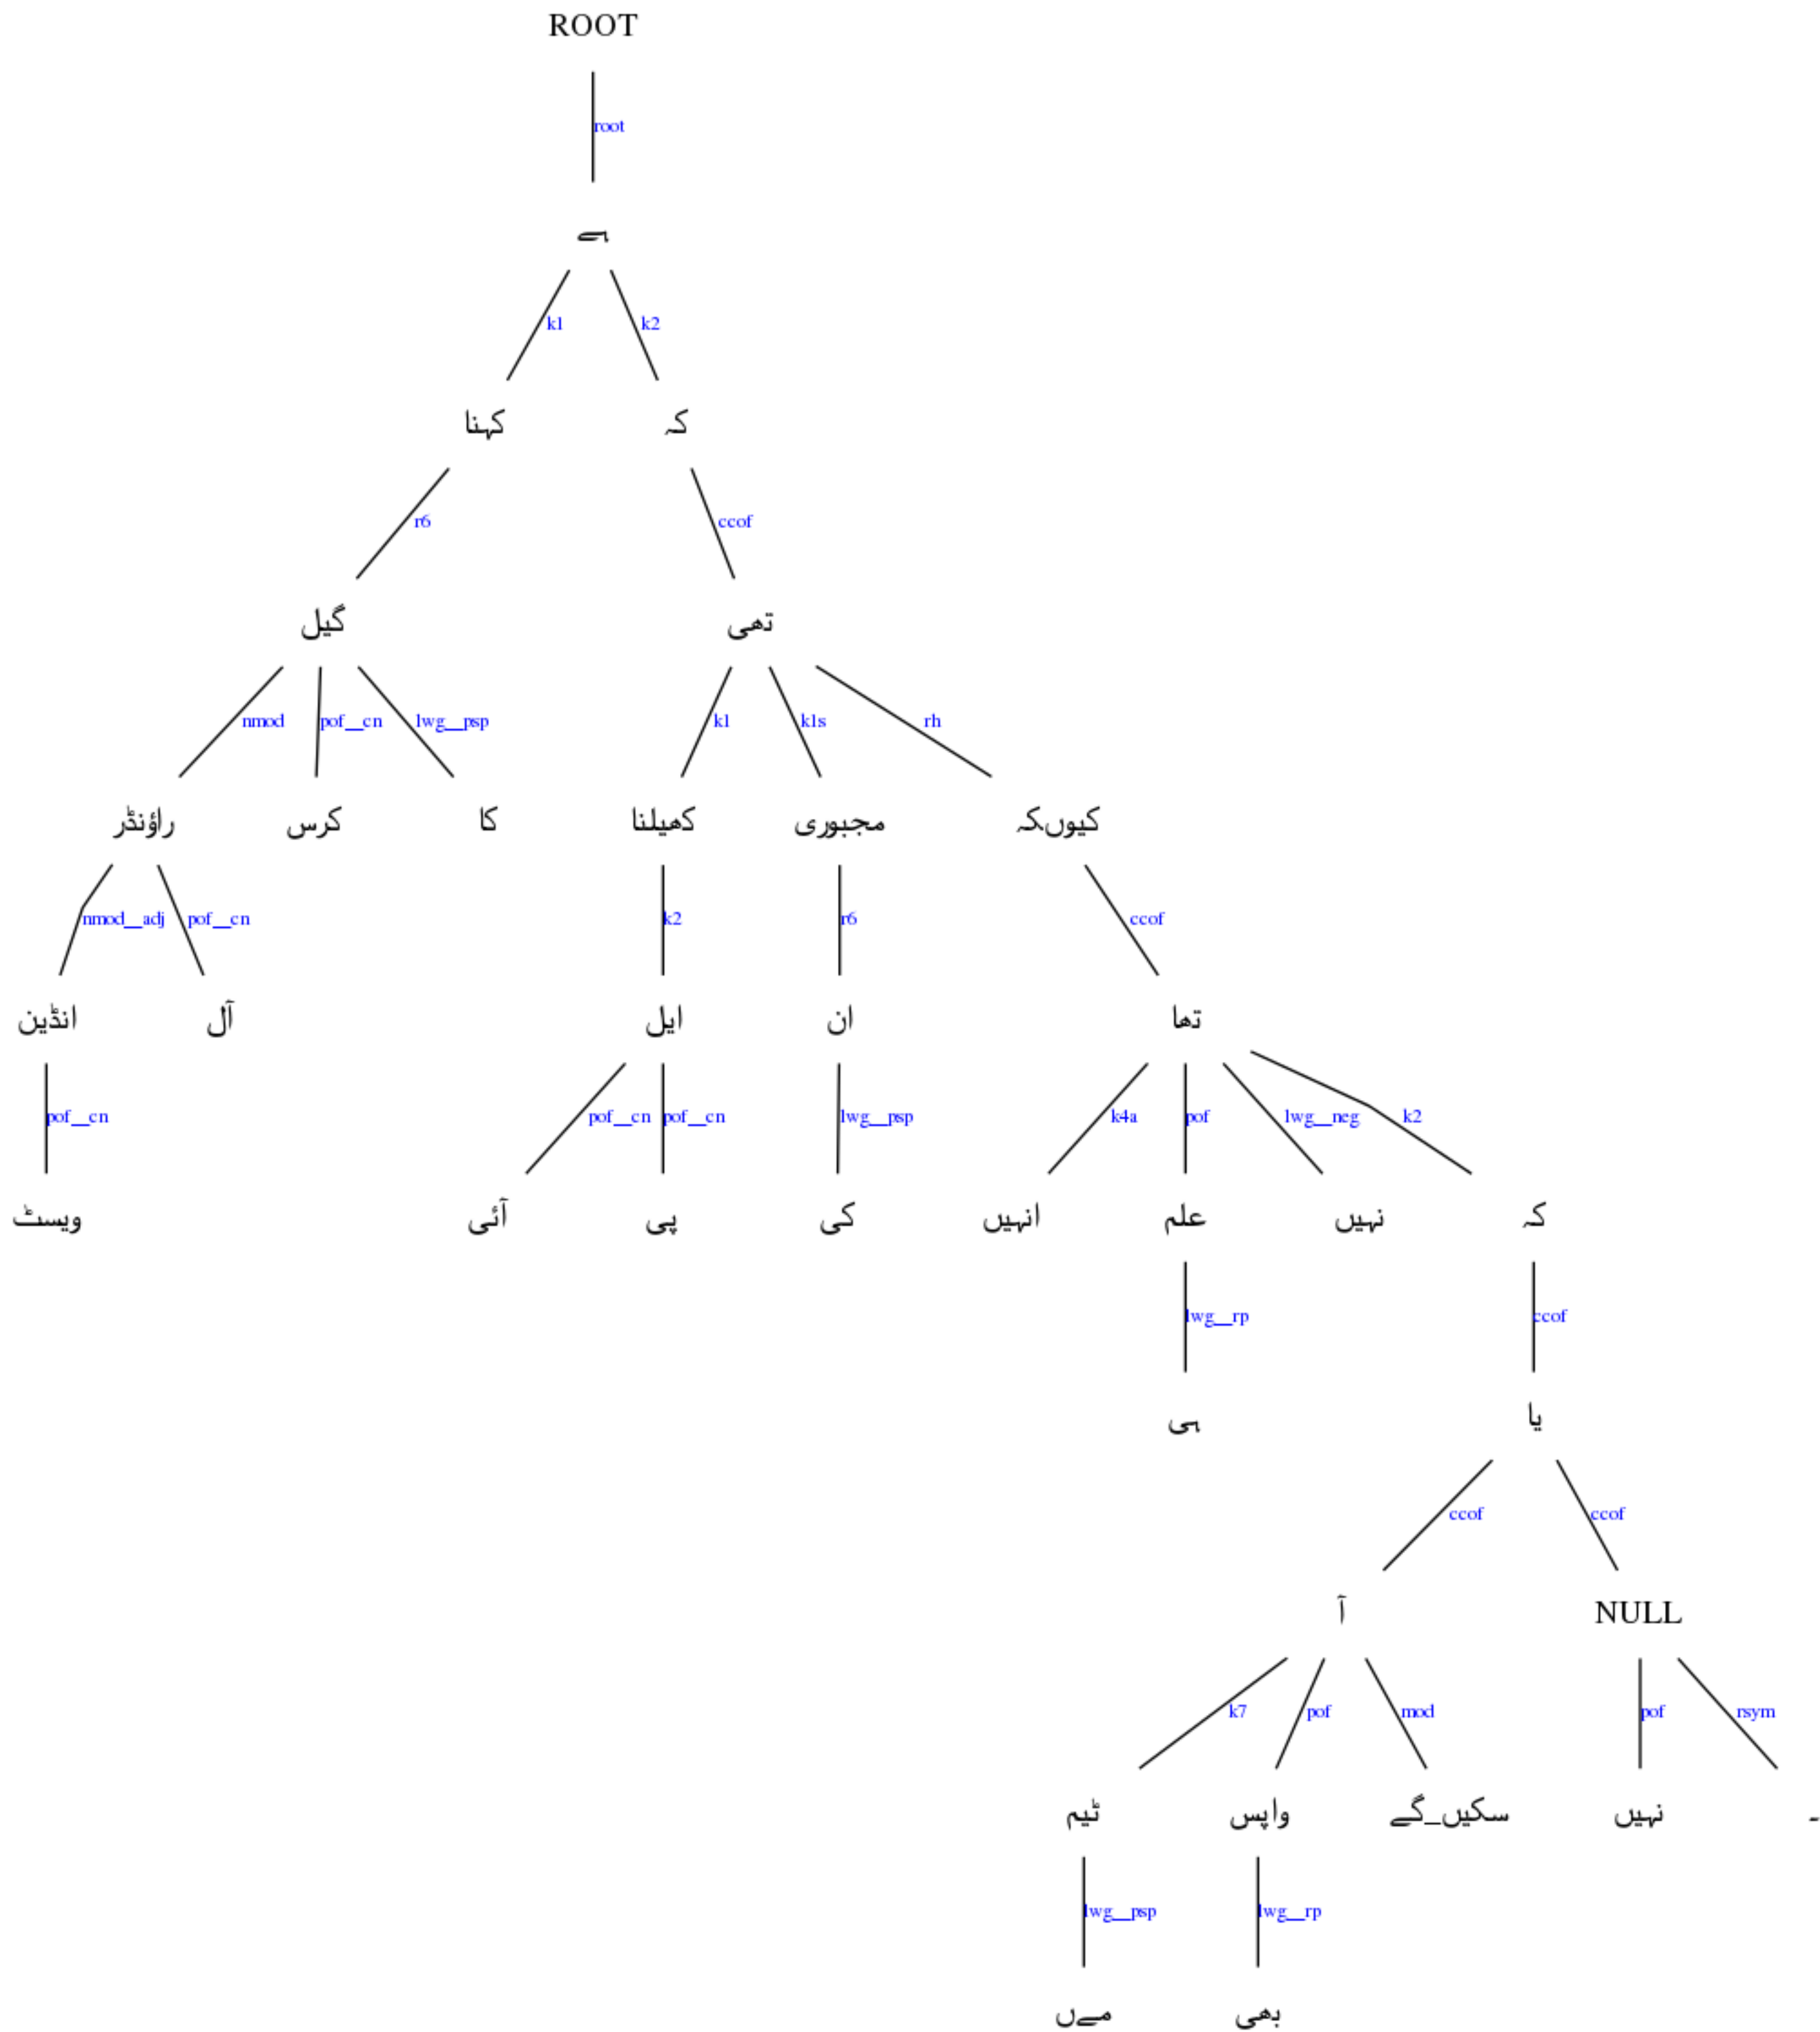 ROOT
root
ہے
k1 k2
کہنا کہ
r6 ccof
گیل تھی
nmod pof__cn lwg__psp k1 k1s rh
راؤنڈر کرس کا کھیلنا مجبوری کیوںکہ
nmod__adj pof__cn k2 r6 ccof
انڈین آل ایل ان تھا
pof__cn pof__cn pof__cn lwg__psp k4a pof lwg__neg k2
ویسٹ آئی پی کی انہیں علم نہیں کہ
lwg__rp ccof
ہی یا
ccof ccof
آ NULL
k7 pof mod pof rsym
ٹیم واپس سکیں_گے نہیں ۔
lwg__psp lwg__rp
مےں بھی